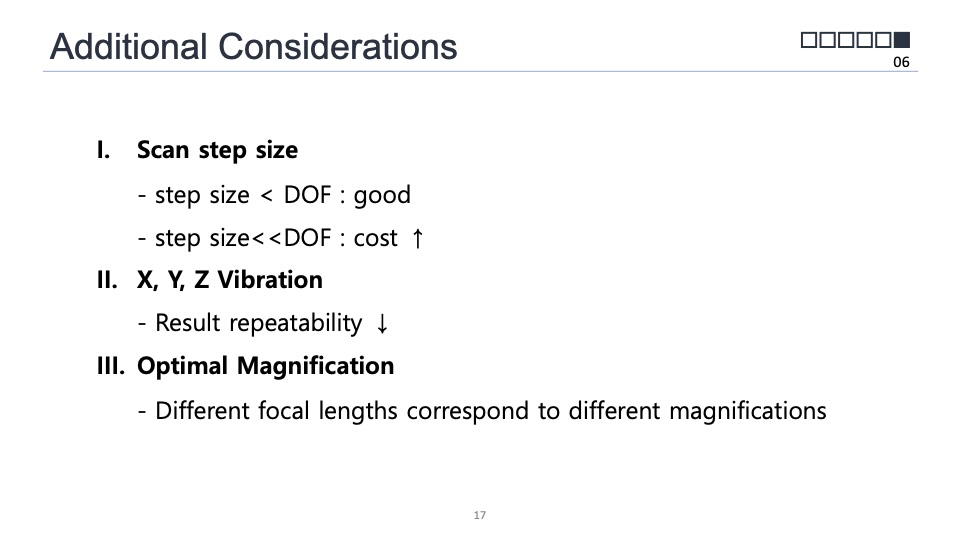 Additional Considerations
06
I. Scan step size
- step size < DOF : good
- step size<<DOF : cost ↑
II. X, Y, Z Vibration
- Result repeatability ↓
III. Optimal Magnification
- Different focal lengths correspond to different magnifications
17